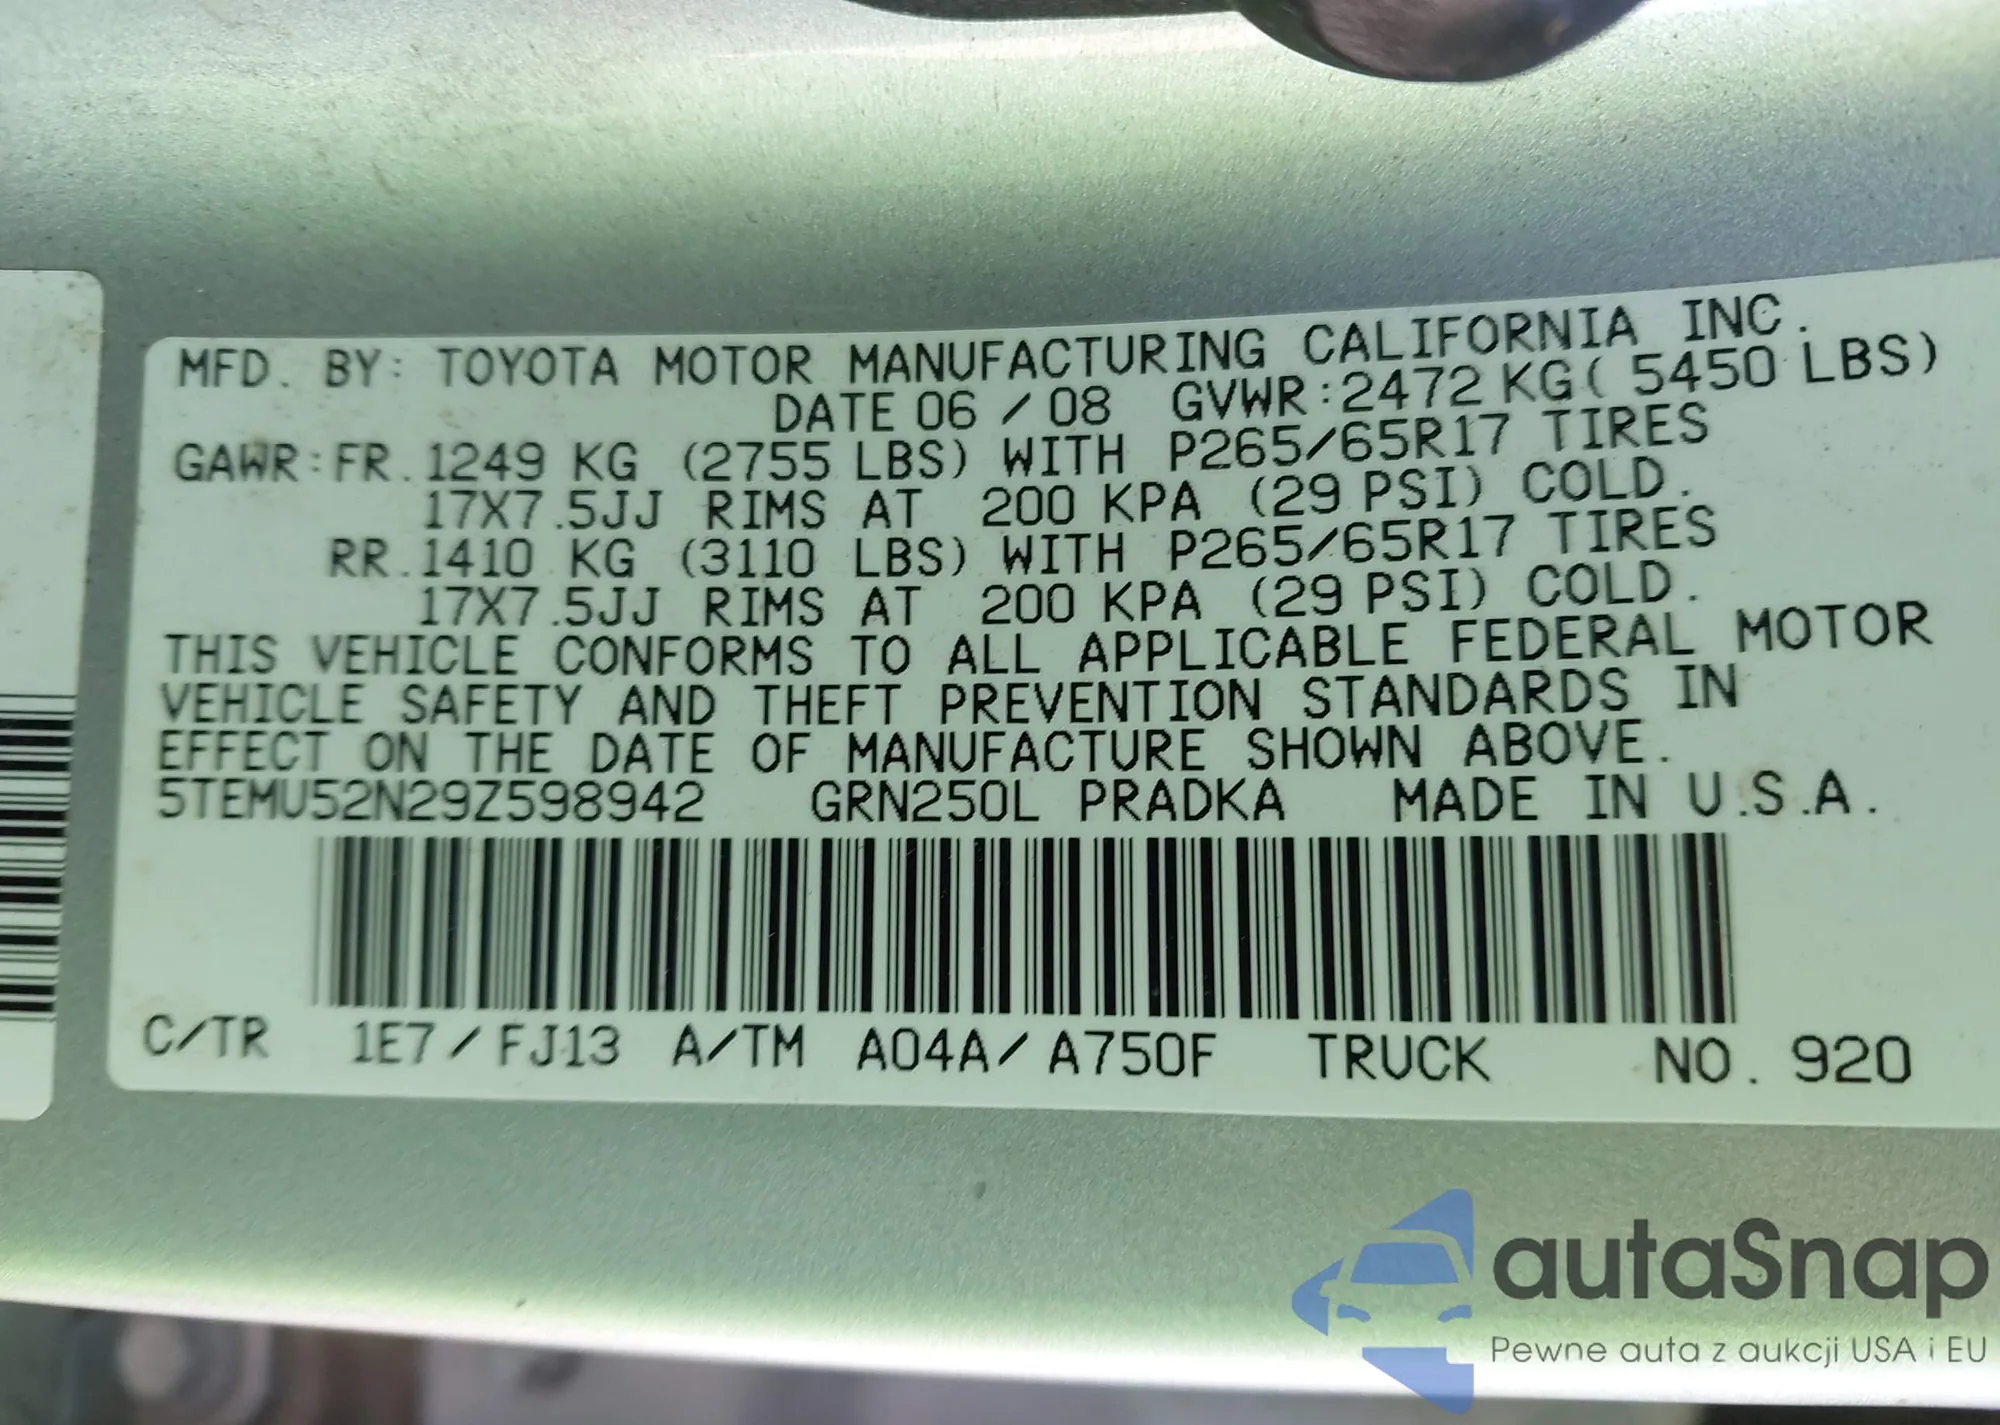 MFD. BY: TOYOTA MOTOR MANUFACTURING CALIFORNIA INC.
DATE 06 / 08 GVWR:2472 KG( 5450 LBS)
GAWR:FR.1249 KG (2755 LBS) WITH P265/65R17 TIRES
17X7.5JJ RIMS AT 200 KPA (29 PSI) COLD.
RR.1410 KG (3110 LBS) WITH P265/65R17 TIRES
17X7.5JJ RIMS AT 200 KPA (29 PSI) COLD.
THIS VEHICLE CONFORMS TO ALL APPLICABLE FEDERAL MOTOR
VEHICLE SAFETY AND THEFT PREVENTION STANDARDS IN
EFFECT ON THE DATE OF MANUFACTURE SHOWN ABOVE.
5TEMU52N29Z598942 GRN250L PRADKA MADE IN U.S.A.
C/TR 1E7 / FJ13 A/TM A04A/ A750F TRUCK NO. 920
autaSnap
Pewne auta z aukcji USA i EU